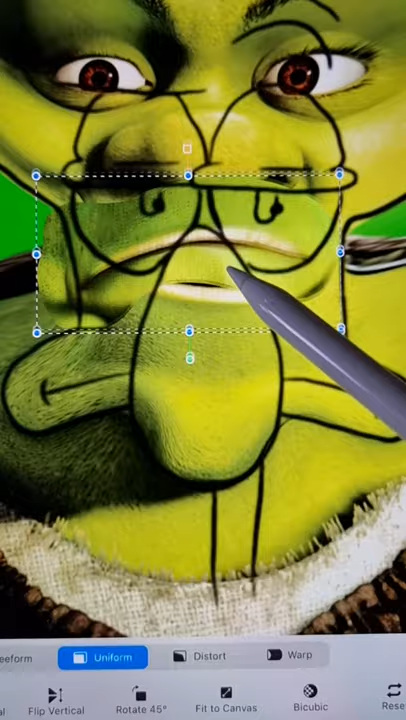 eeform Uniform Distort Warp
al Flip Vertical Rotate 45° Fit to Canvas Bicubic Rese